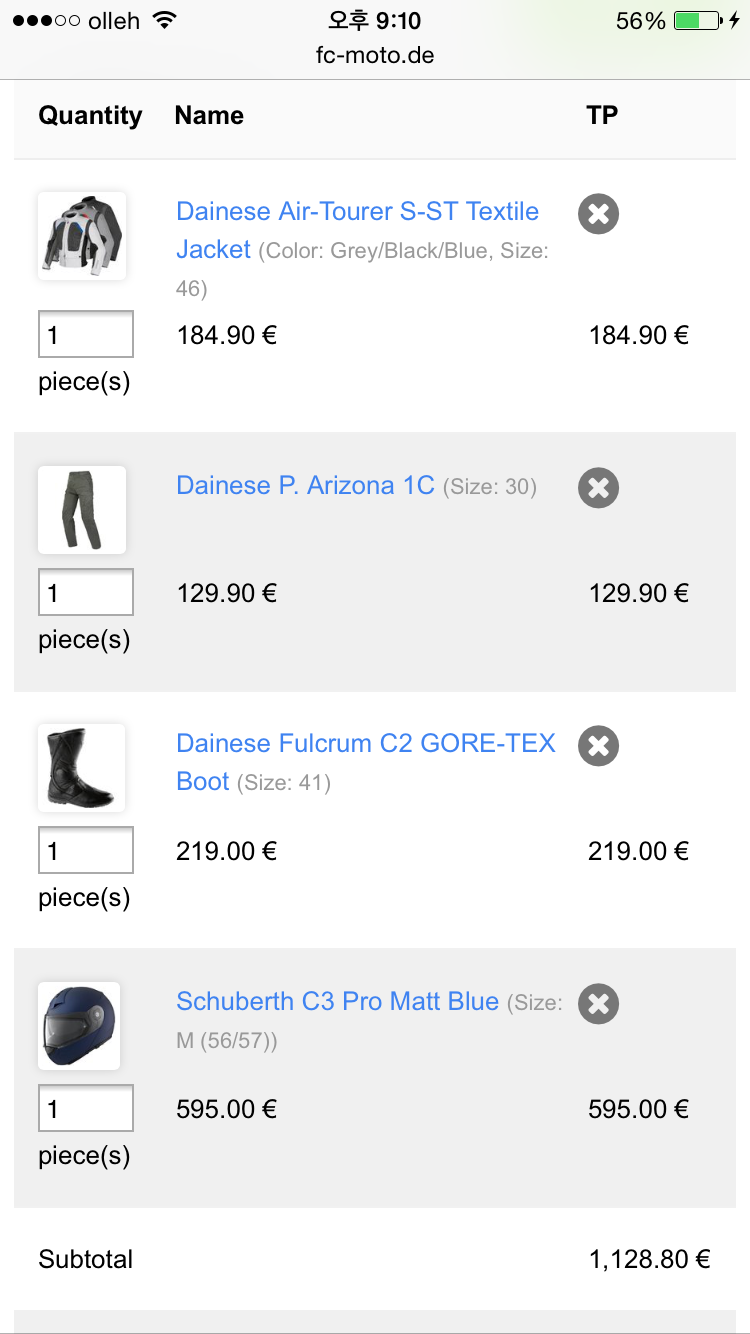 olleh 오후 9:10 56%
fc-moto.de
Quantity Name TP
Dainese Air-Tourer S-ST Textile
Jacket (Color: Grey/Black/Blue, Size:
46)
1 184.90 € 184.90 €
piece(s)
Dainese P. Arizona 1C (Size: 30)
1 129.90 € 129.90 €
piece(s)
Dainese Fulcrum C2 GORE-TEX
Boot (Size: 41)
1 219.00 € 219.00 €
piece(s)
Schuberth C3 Pro Matt Blue (Size:
M (56/57))
1 595.00 € 595.00 €
piece(s)
Subtotal 1,128.80 €